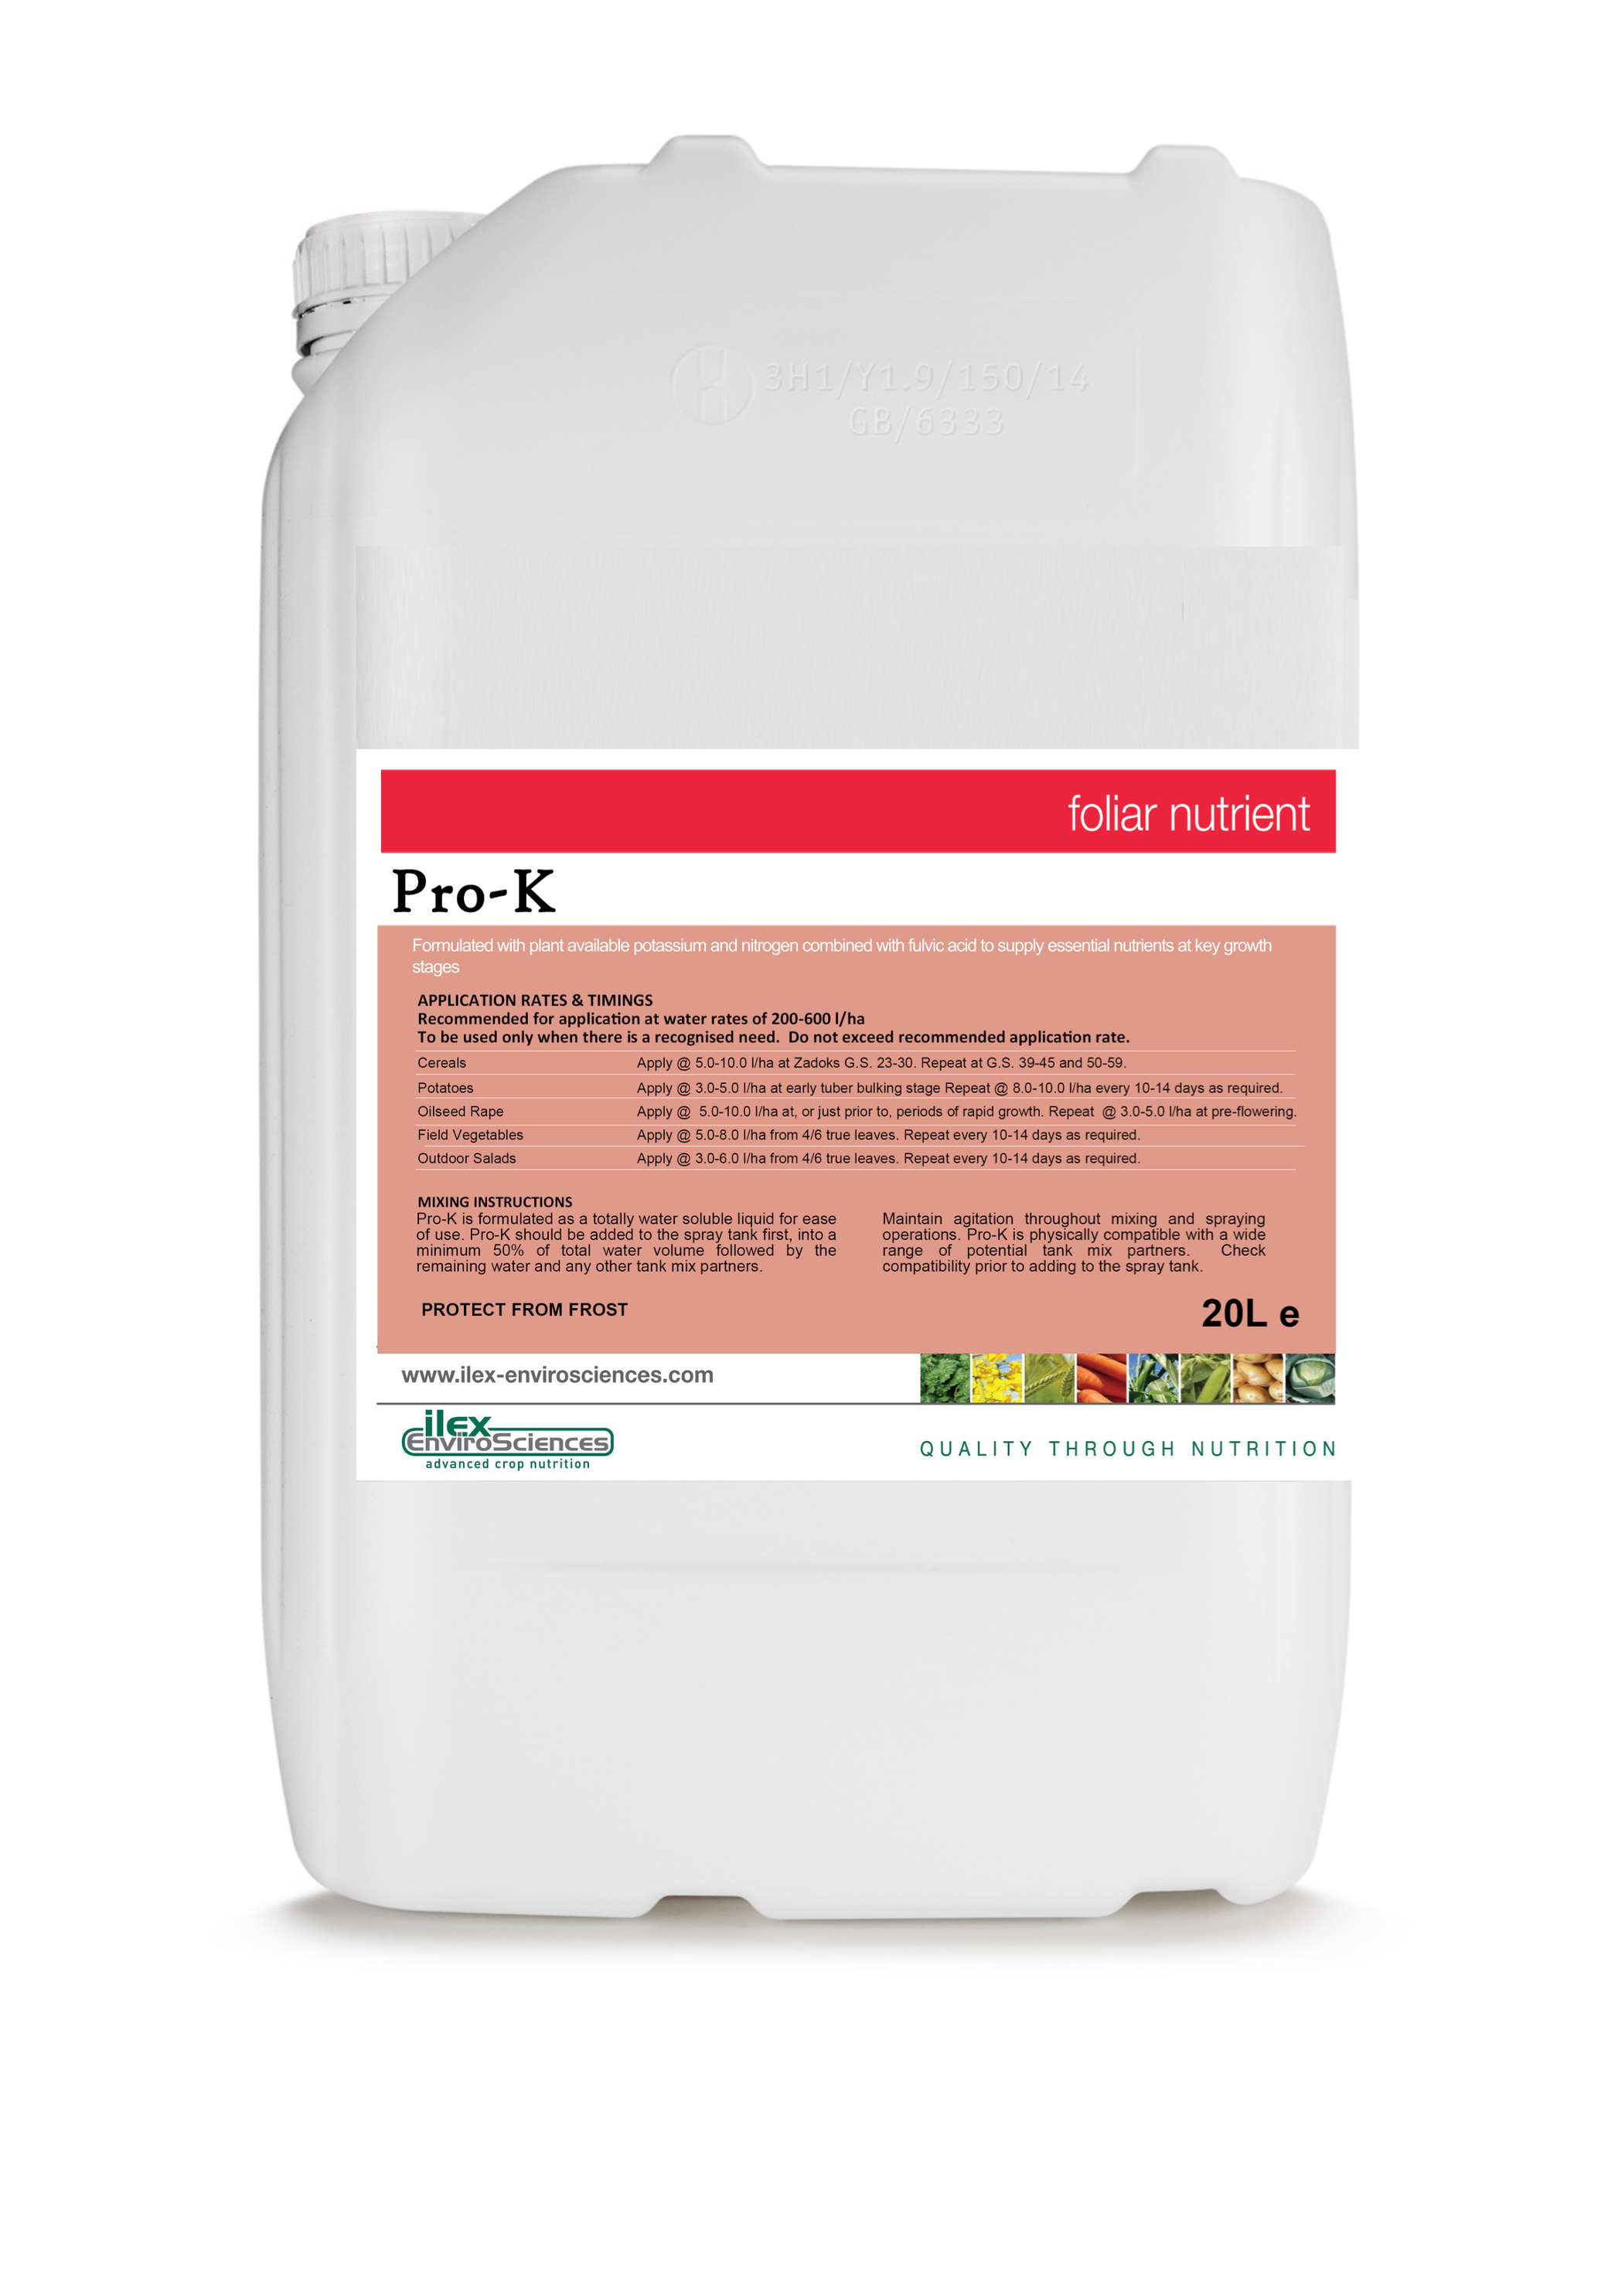 un 3H1/Y1.9/150/14
GB/6333
foliar nutrient
Pro-K
Formulated with plant available potassium and nitrogen combined with fulvic acid to supply essential nutrients at key growth
stages
APPLICATION RATES & TIMINGS
Recommended for application at water rates of 200-600 l/ha
To be used only when there is a recognised need.  Do not exceed recommended application rate.
Cereals Apply @ 5.0-10.0 l/ha at Zadoks G.S. 23-30. Repeat at G.S. 39-45 and 50-59.
Potatoes Apply @ 3.0-5.0 l/ha at early tuber bulking stage Repeat @ 8.0-10.0 l/ha every 10-14 days as required.
Oilseed Rape Apply @  5.0-10.0 l/ha at, or just prior to, periods of rapid growth. Repeat  @ 3.0-5.0 l/ha at pre-flowering.
Field Vegetables Apply @ 5.0-8.0 l/ha from 4/6 true leaves. Repeat every 10-14 days as required.
Outdoor Salads Apply @ 3.0-6.0 l/ha from 4/6 true leaves. Repeat every 10-14 days as required.
MIXING INSTRUCTIONS
Pro-K is formulated as a totally water soluble liquid for ease
of use. Pro-K should be added to the spray tank first, into a
minimum 50% of total water volume followed by the
remaining water and any other tank mix partners.
Maintain agitation throughout mixing and spraying
operations. Pro-K is physically compatible with a wide
range of potential tank mix partners. Check
compatibility prior to adding to the spray tank.
PROTECT FROM FROST
20L e
www.ilex-envirosciences.com
ilex
EnviroSciences
advanced crop nutrition
QUALITY THROUGH NUTRITION